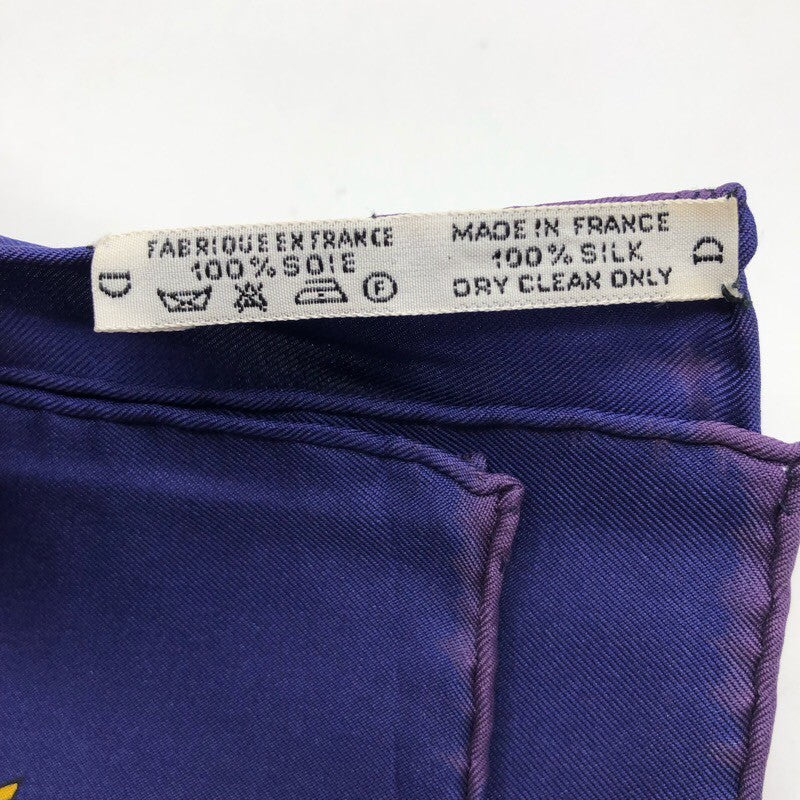 FABRIQUE EN FRANCE
100% SOIE
D
F
MADE IN FRANCE
100% SILK
DRY CLEAN ONLY
D